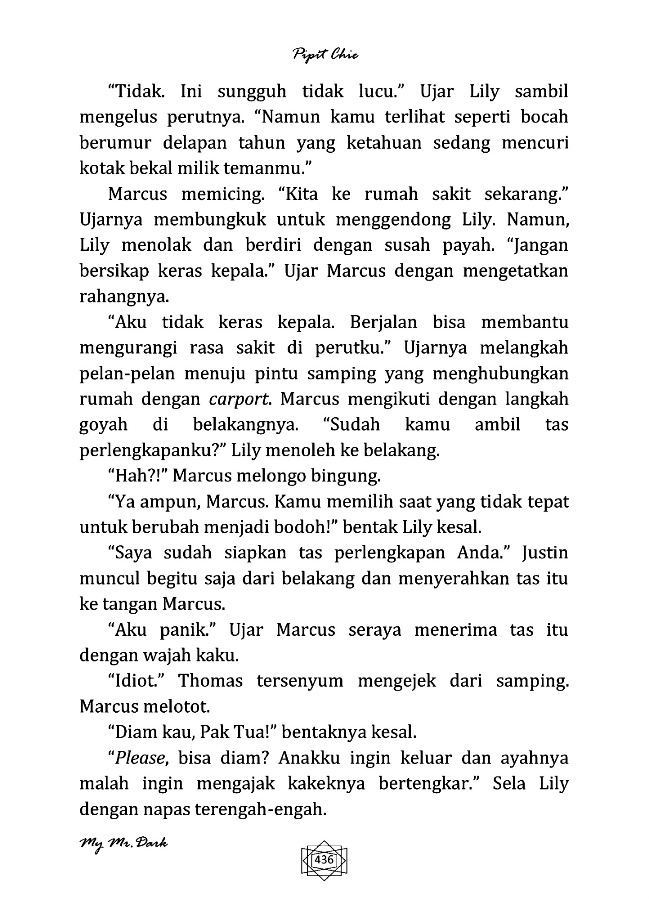 Pipit Chie
“Tidak. Ini sungguh tidak lucu.” Ujar Lily sambil
mengelus perutnya. “Namun kamu terlihat seperti bocah
berumur delapan tahun yang ketahuan sedang mencuri
kotak bekal milik temanmu.”
Marcus memicing. “Kita ke rumah sakit sekarang.”
Ujarnya membungkuk untuk menggendong Lily. Namun,
Lily menolak dan berdiri dengan susah payah. “Jangan
bersikap keras kepala.” Ujar Marcus dengan mengetatkan
rahangnya.
“Aku tidak keras kepala. Berjalan bisa membantu
mengurangi rasa sakit di perutku.” Ujarnya melangkah
pelan-pelan menuju pintu samping yang menghubungkan
rumah dengan carport. Marcus mengikuti dengan langkah
goyah di belakangnya. “Sudah kamu ambil tas
perlengkapanku?” Lily menoleh ke belakang.
“Hah?!” Marcus melongo bingung.
“Ya ampun, Marcus. Kamu memilih saat yang tidak tepat
untuk berubah menjadi bodoh!” bentak Lily kesal.
“Saya sudah siapkan tas perlengkapan Anda.” Justin
muncul begitu saja dari belakang dan menyerahkan tas itu
ke tangan Marcus.
“Aku panik.” Ujar Marcus seraya menerima tas itu
dengan wajah kaku.
“Idiot.” Thomas tersenyum mengejek dari samping.
Marcus melotot.
“Diam kau, Pak Tua!” bentaknya kesal.
“Please, bisa diam? Anakku ingin keluar dan ayahnya
malah ingin mengajak kakeknya bertengkar.” Sela Lily
dengan napas terengah-engah.
My Mr. Dark
436